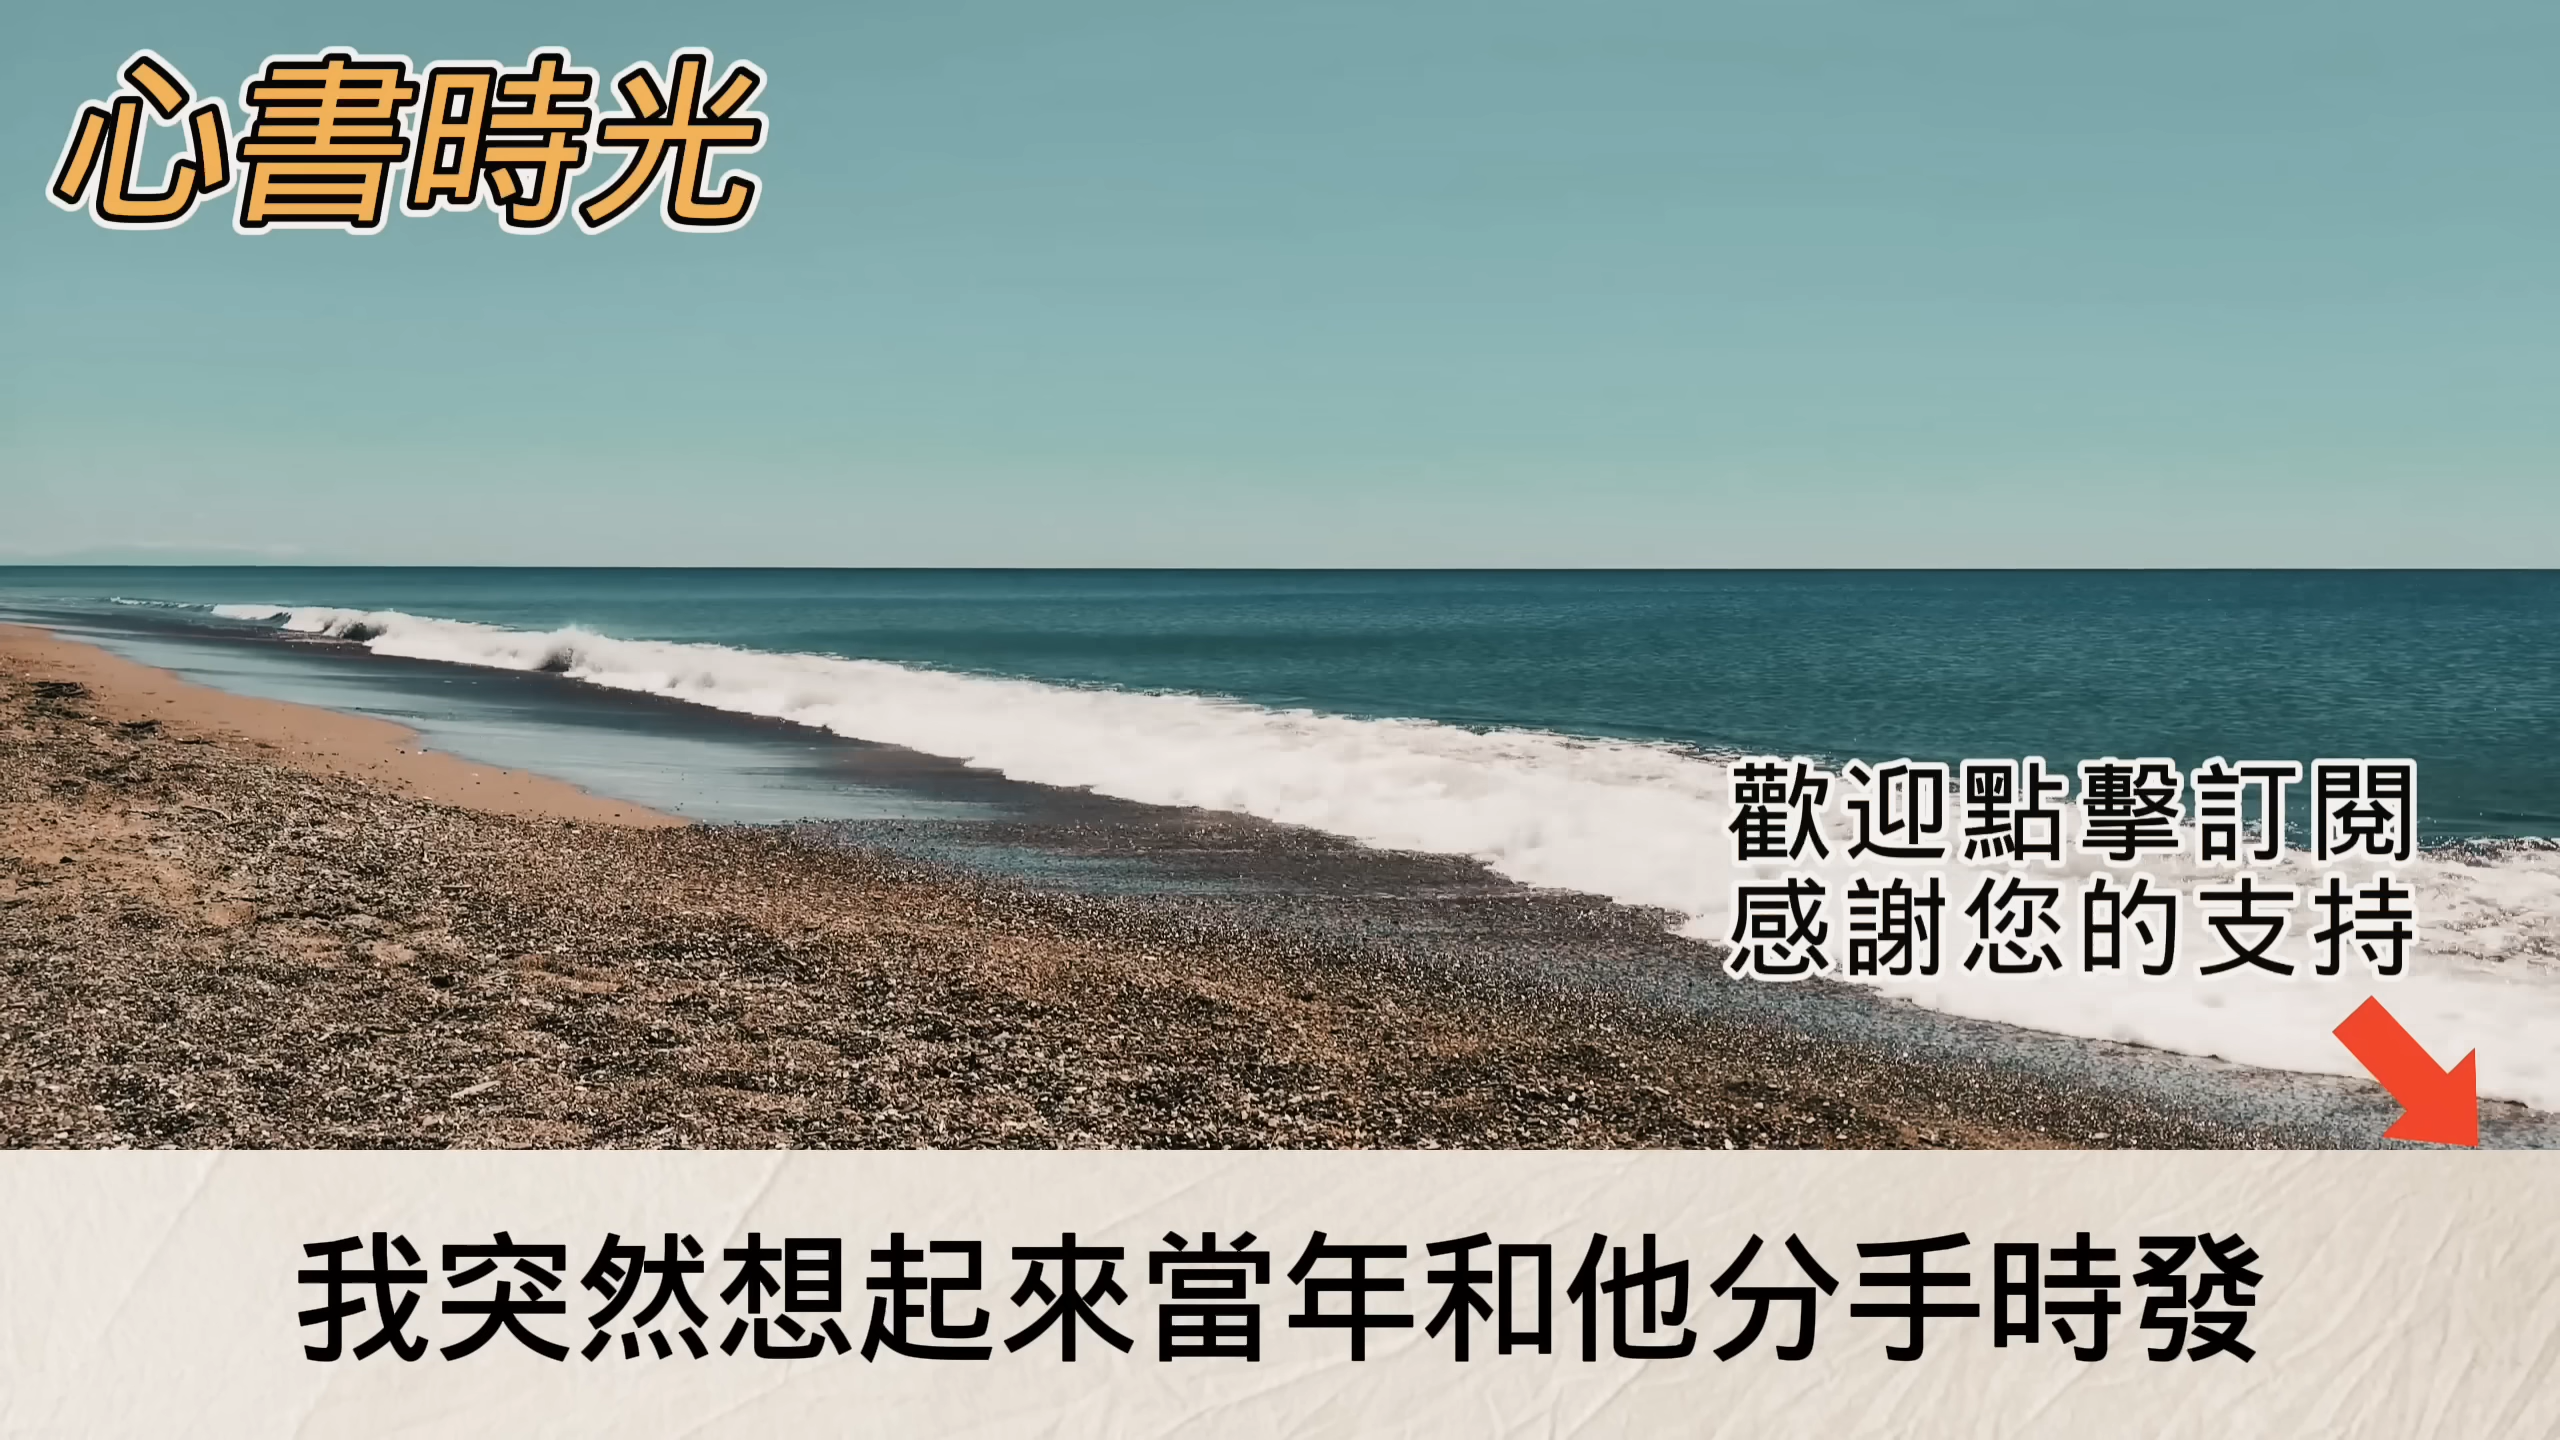 心書時光
歡迎點擊訂閱
感謝您的支持
我突然想起來當年和他分手時發